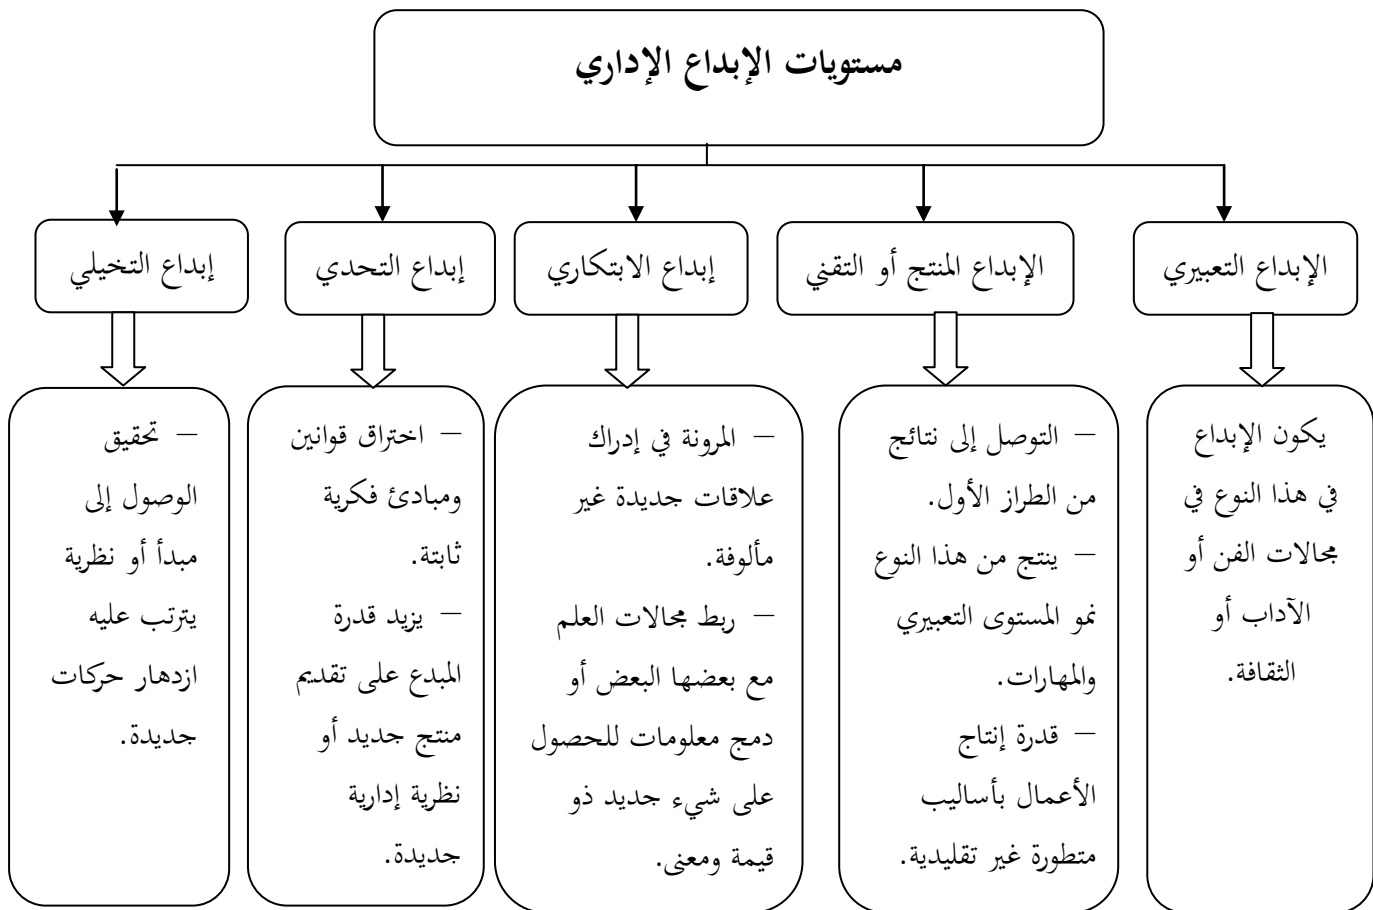 مستويات الإبداع الإداري
الإبداع التعبيري
الإبداع المنتج أو التقني
إبداع الابتكاري
إبداع التحدي
إبداع التخيلي
يكون الإبداع
في هذا النوع في
مجالات الفن أو
الآداب أو
الثقافة.
– التوصل إلى نتائج
من الطراز الأول.
– ينتج من هذا النوع
نمو المستوى التعبيري
والمهارات.
– قدرة إنتاج
الأعمال بأساليب
متطورة غير تقليدية.
– المرونة في إدراك
علاقات جديدة غير
مألوفة.
– ربط مجالات العلم
مع بعضها البعض أو
دمج معلومات للحصول
على شيء جديد ذو
قيمة ومعنى.
– اختراق قوانين
ومبادئ فكرية
ثابتة.
– يزيد قدرة
المبدع على تقديم
منتج جديد أو
نظرية إدارية
جديدة.
– تحقيق
الوصول إلى
مبدأ أو نظرية
يترتب عليه
ازدهار حركات
جديدة.